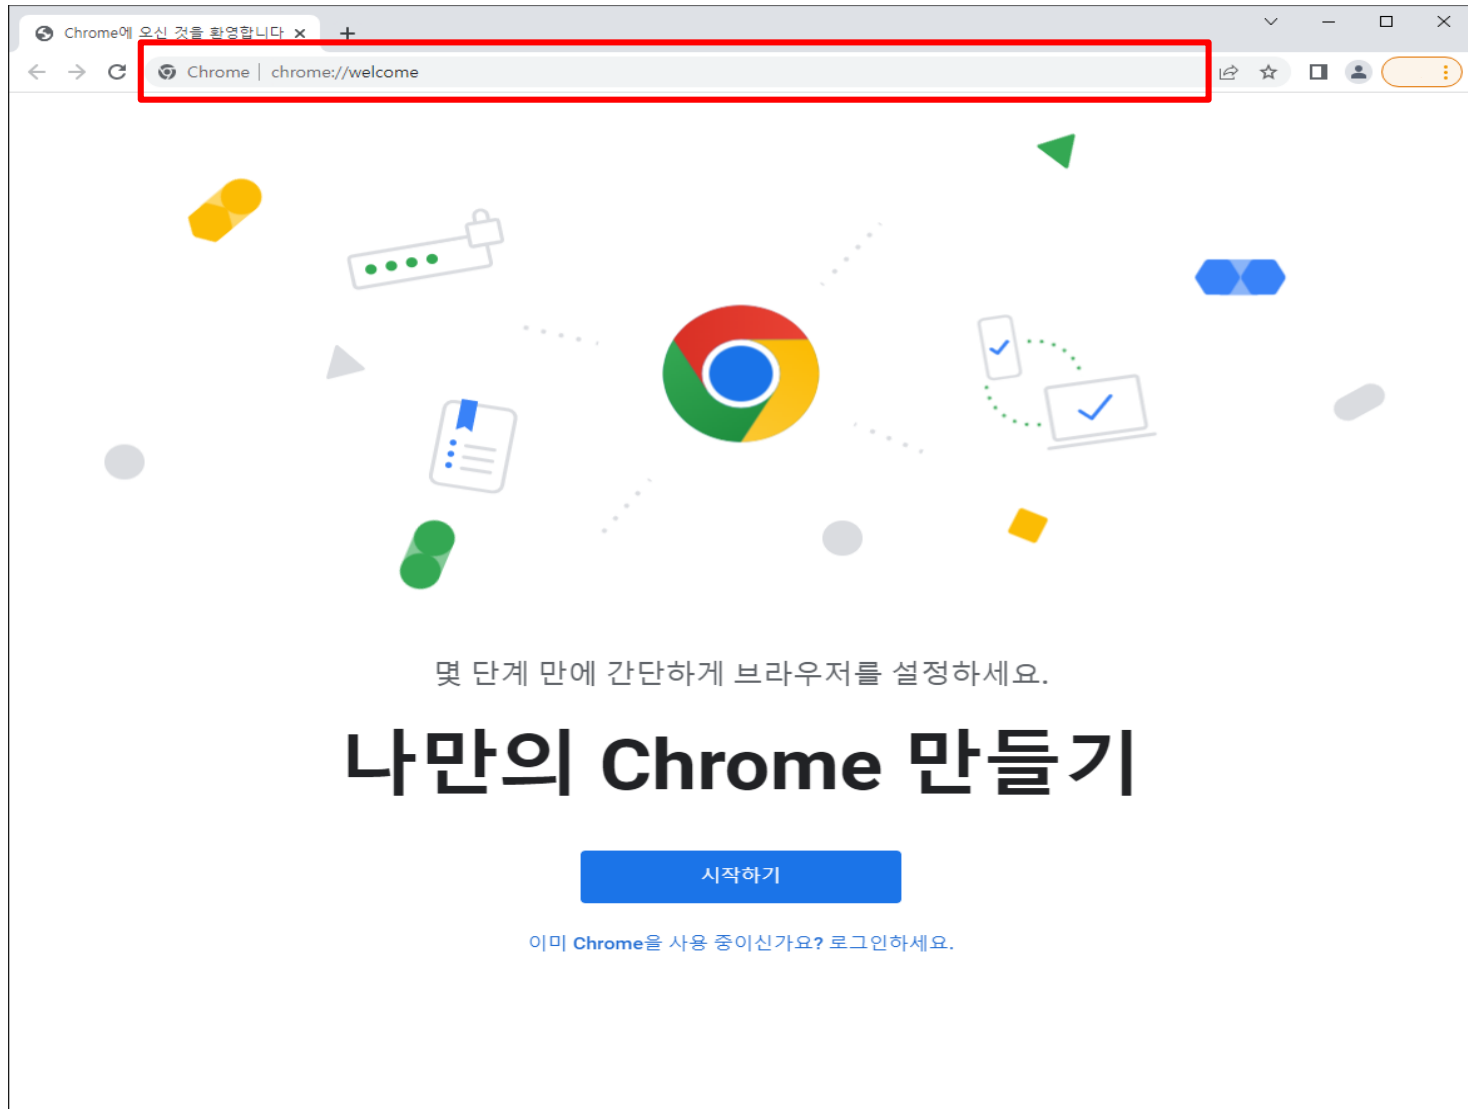 Chrome에 오신 것을 환영합니다
Chrome | chrome://welcome
몇 단계 만에 간단하게 브라우저를 설정하세요.
나만의 Chrome 만들기
시작하기
이미 Chrome을 사용 중이신가요? 로그인하세요.